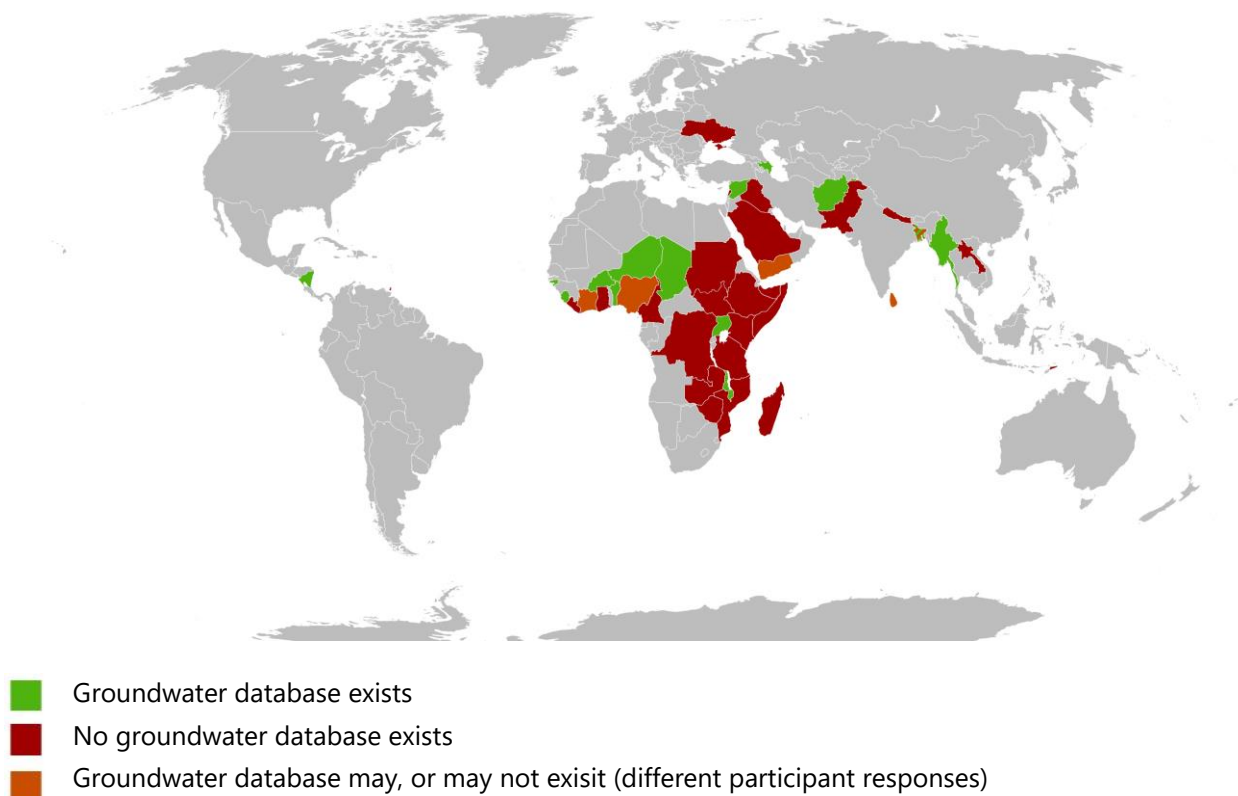 Groundwater database exists
No groundwater database exists
Groundwater database may, or may not exisit (different participant responses)